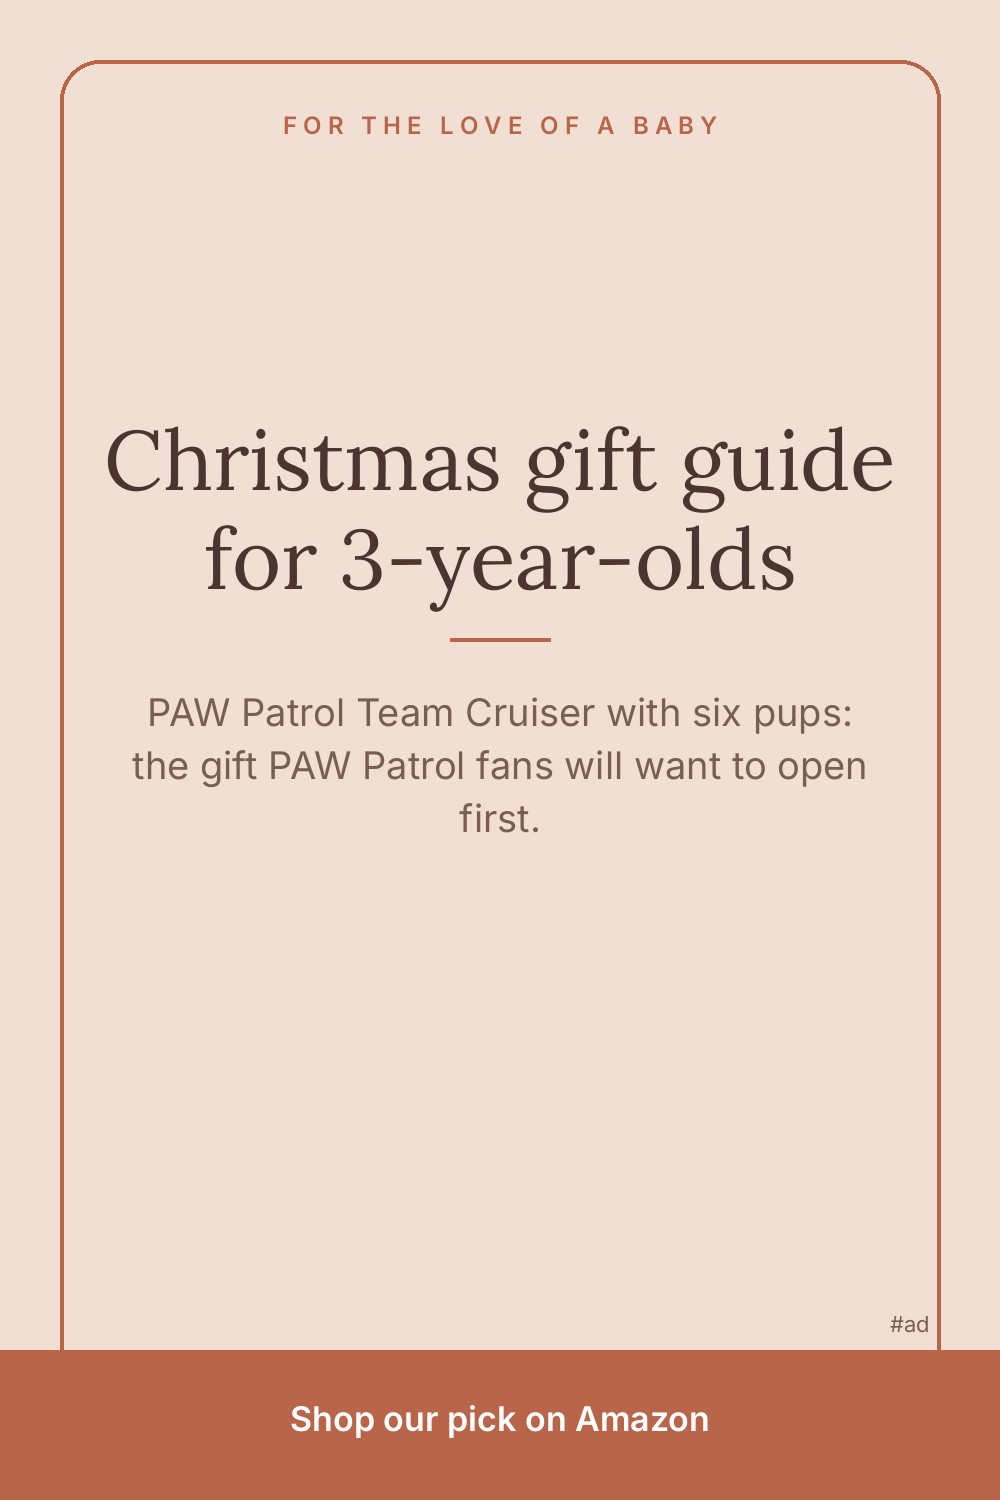 FOR THE LOVE OF A BABY
Christmas gift guide
for 3-year-olds
PAW Patrol Team Cruiser with six pups:
the gift PAW Patrol fans will want to open
first.
#ad
Shop our pick on Amazon